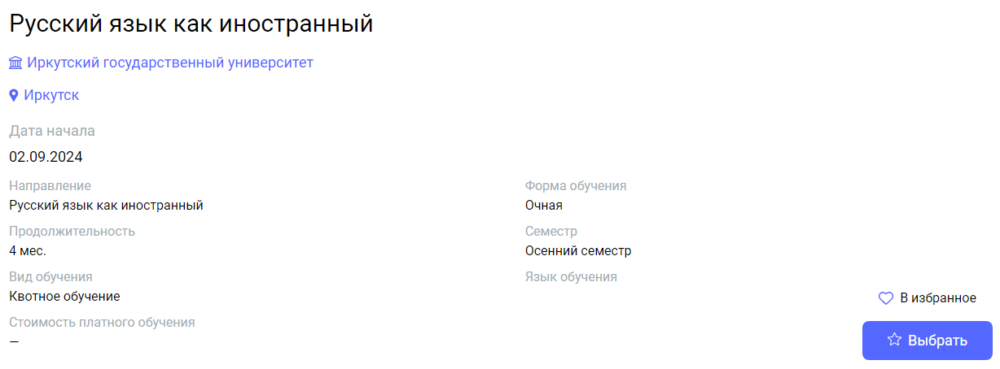 Русский язык как иностранный
Иркутский государственный университет
Иркутск
Дата начала
02.09.2024
Направление
Русский язык как иностранный
Форма обучения
Очная
Продолжительность
4 мес.
Семестр
Осенний семестр
Вид обучения
Квотное обучение
Язык обучения
Стоимость платного обучения
—
В избранное
Выбрать